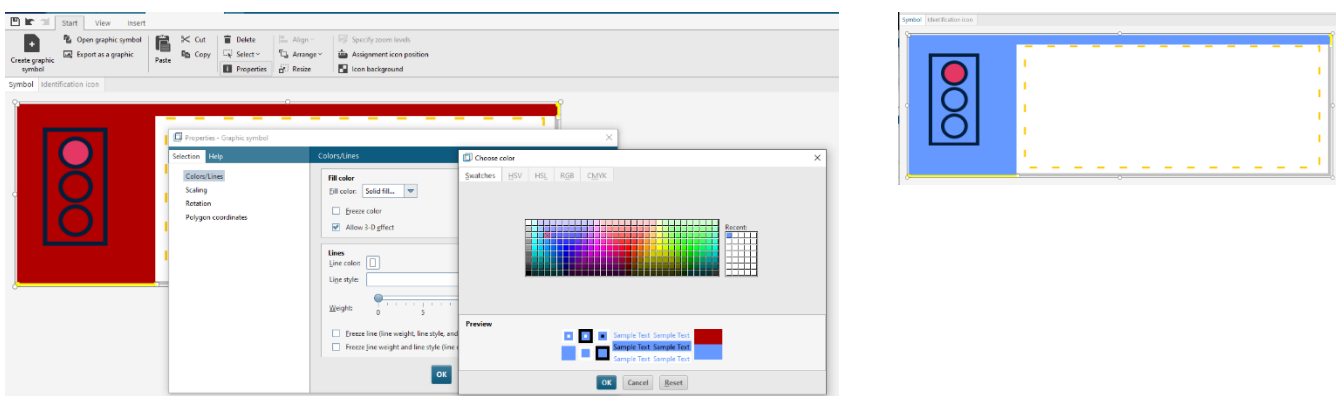 Start View Insert
Create graphic symbol
Open graphic symbol
Export as a graphic
Paste
Cut
Copy
Delete
Select
Properties
Align
Arrange
Resize
Specify zoom levels
Assignment icon position
Icon background
Symbol Identification icon
Properties - Graphic symbol
Selection Help
Colors/Lines
Scaling
Rotation
Polygon coordinates
Colors/Lines
Fill color
Fill color: Solid fill...
Freeze color
Allow 3-D effect
Lines
Line color:
Line style:
Weight:
0 5
Freeze line (line weight, line style, and
Freeze line weight and line style (line
OK
Choose color
Swatches HSV HSL RGB CMYK
Recent:
Preview
Sample Text Sample Text
Sample Text Sample Text
Sample Text Sample Text
OK Cancel Reset
Symbol Identification icon